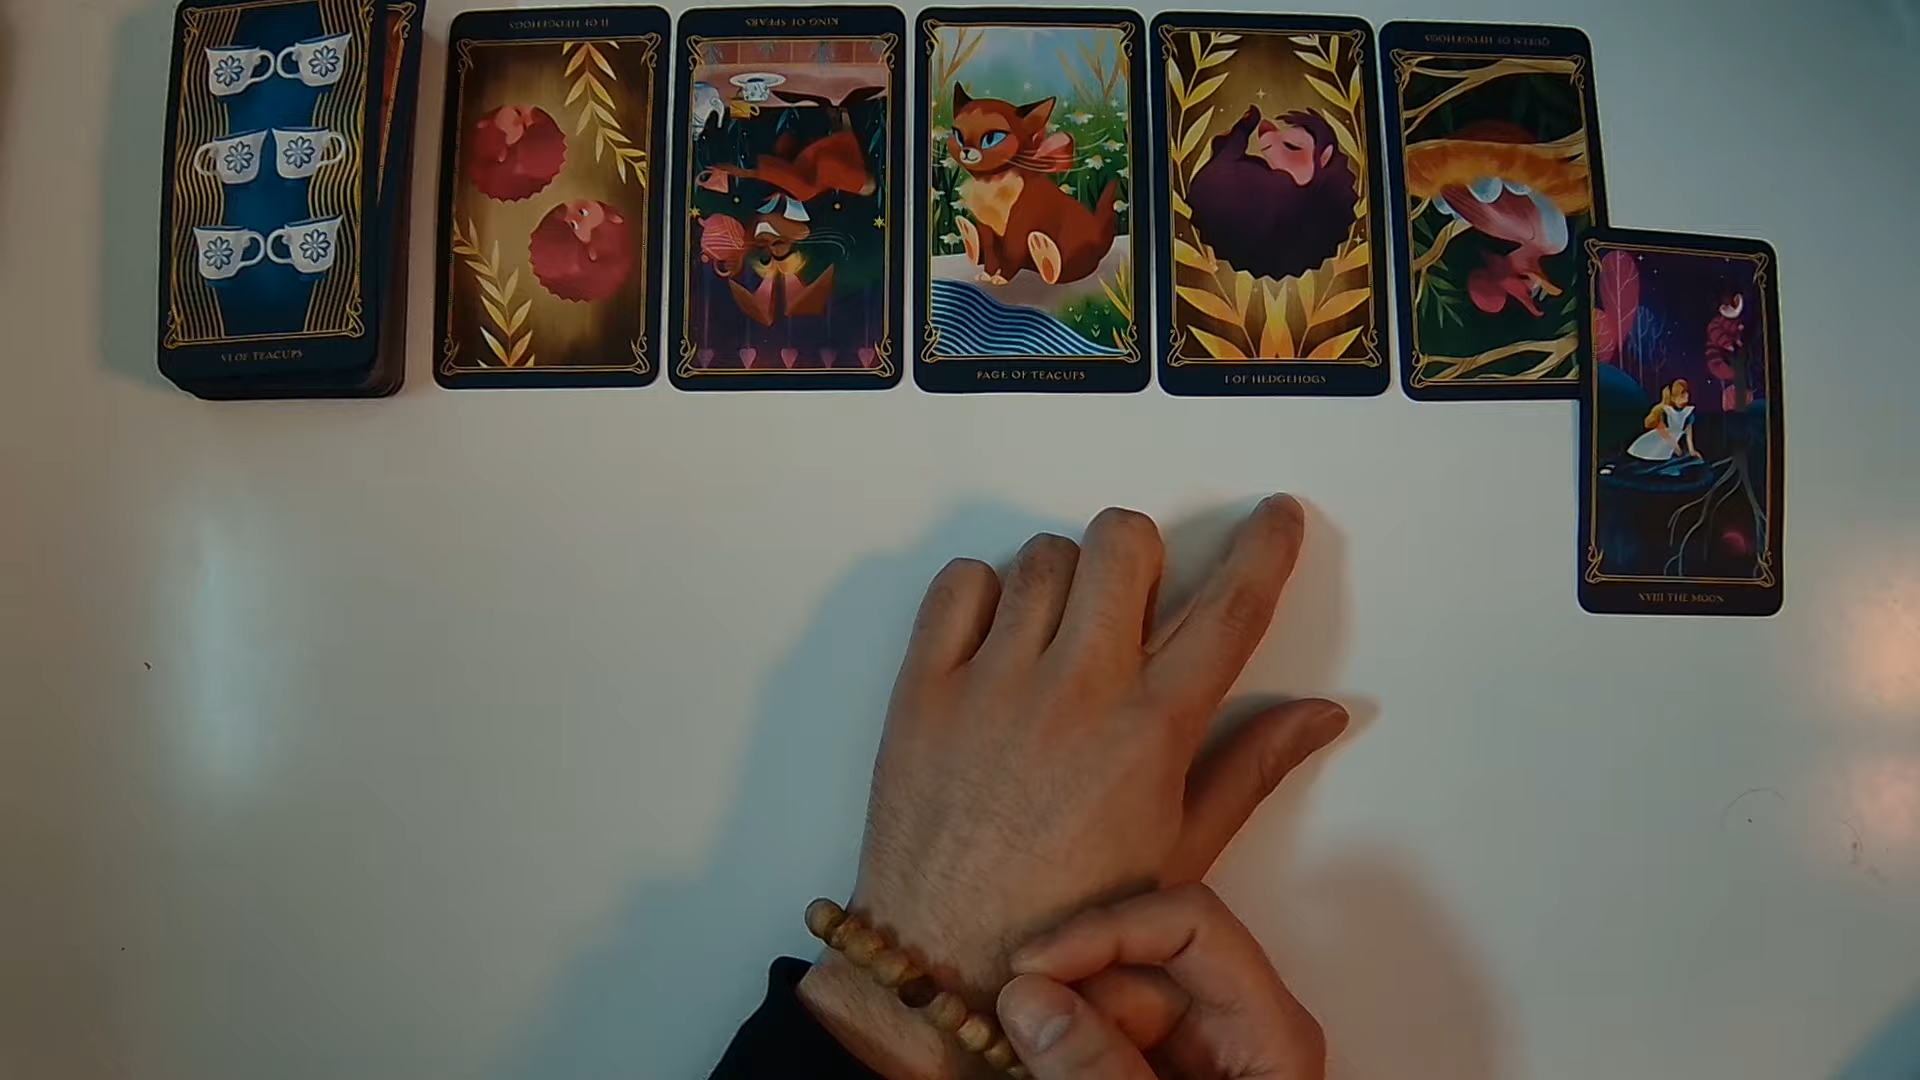 VI OF TEACUPS
II OF HEDGEHOGS
KING OF SPEARS
PAGE OF TEACUPS
I OF HEDGEHOGS
QUEEN OF HEDGEHOGS
XVIII THE MOON